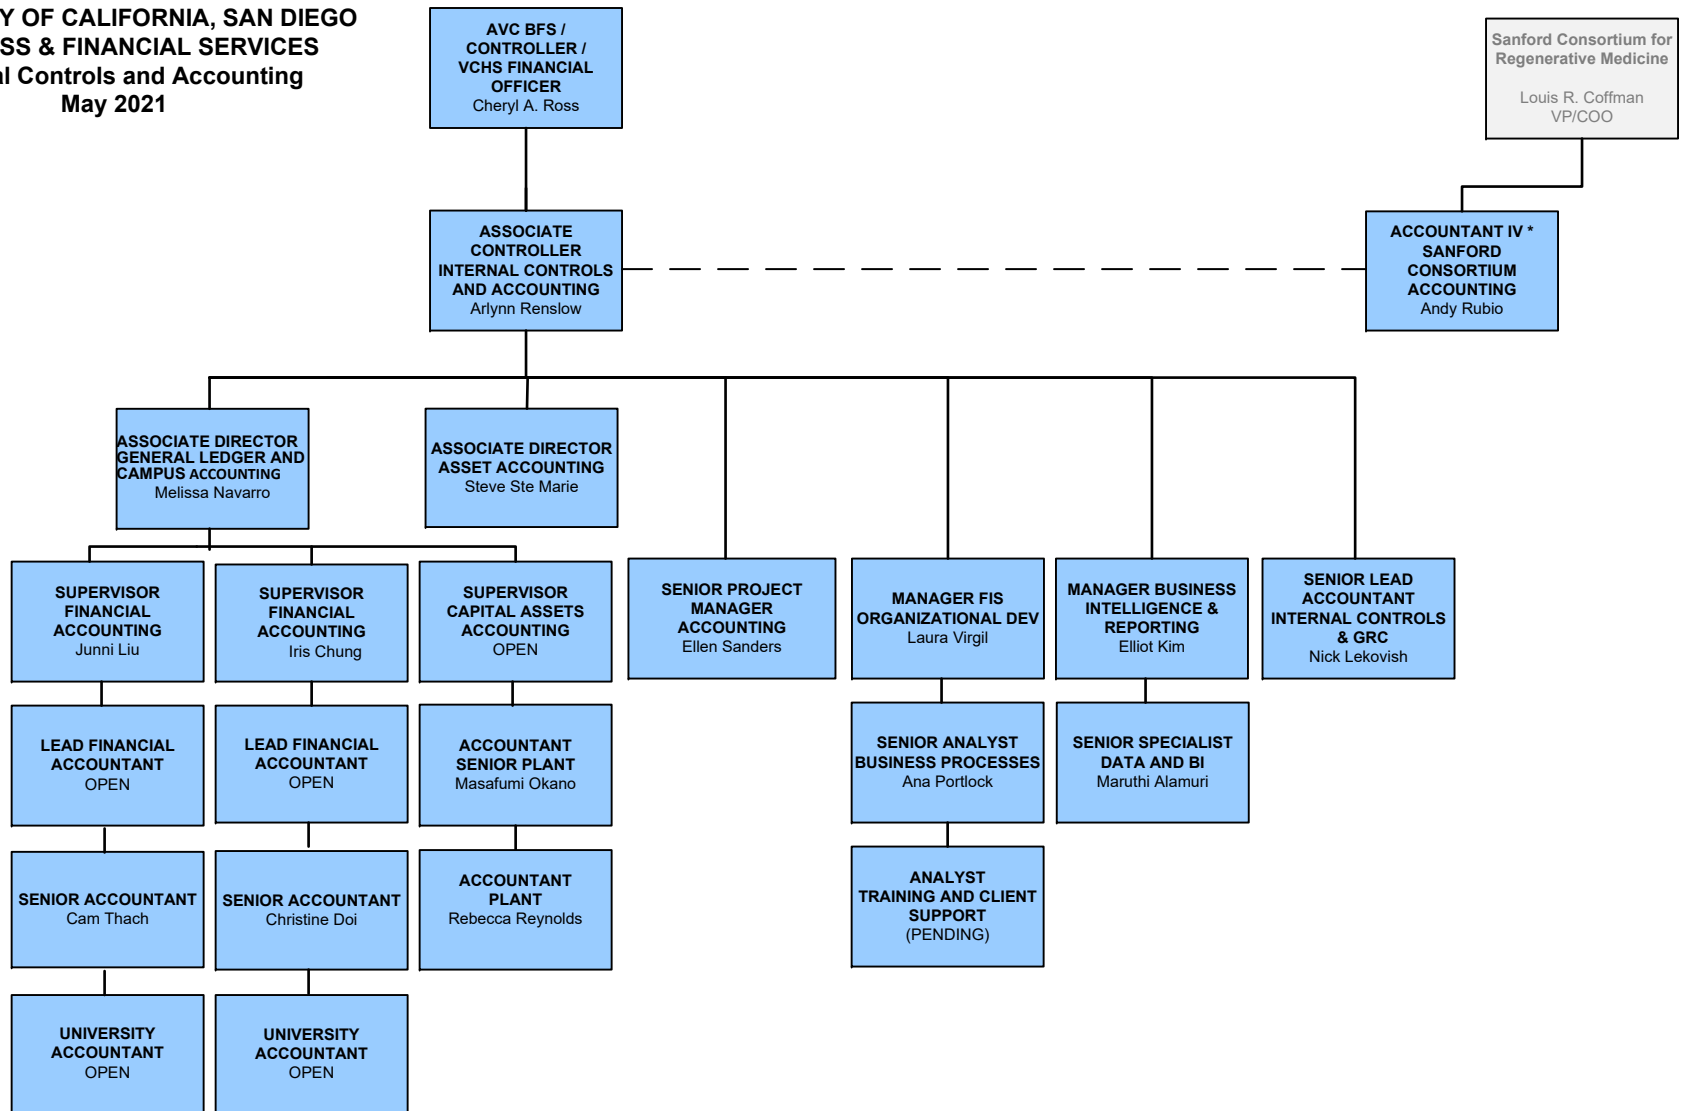 Y OF CALIFORNIA, SAN DIEGO
SS & FINANCIAL SERVICES
al Controls and Accounting
May 2021
AVC BFS /
CONTROLLER /
VCHS FINANCIAL
OFFICER
Cheryl A. Ross
Sanford Consortium for
Regenerative Medicine
Louis R. Coffman
VP/COO
ASSOCIATE
CONTROLLER
INTERNAL CONTROLS
AND ACCOUNTING
Arlynn Renslow
ACCOUNTANT IV *
SANFORD
CONSORTIUM
ACCOUNTING
Andy Rubio
ASSOCIATE DIRECTOR
GENERAL LEDGER AND
CAMPUS ACCOUNTING
Melissa Navarro
ASSOCIATE DIRECTOR
ASSET ACCOUNTING
Steve Ste Marie
SUPERVISOR
FINANCIAL
ACCOUNTING
Junni Liu
SUPERVISOR
FINANCIAL
ACCOUNTING
Iris Chung
SUPERVISOR
CAPITAL ASSETS
ACCOUNTING
OPEN
SENIOR PROJECT
MANAGER
ACCOUNTING
Ellen Sanders
MANAGER FIS
ORGANIZATIONAL DEV
Laura Virgil
MANAGER BUSINESS
INTELLIGENCE &
REPORTING
Elliot Kim
SENIOR LEAD
ACCOUNTANT
INTERNAL CONTROLS
& GRC
Nick Lekovish
LEAD FINANCIAL
ACCOUNTANT
OPEN
LEAD FINANCIAL
ACCOUNTANT
OPEN
ACCOUNTANT
SENIOR PLANT
Masafumi Okano
SENIOR ANALYST
BUSINESS PROCESSES
Ana Portlock
SENIOR SPECIALIST
DATA AND BI
Maruthi Alamuri
SENIOR ACCOUNTANT
Cam Thach
SENIOR ACCOUNTANT
Christine Doi
ACCOUNTANT
PLANT
Rebecca Reynolds
ANALYST
TRAINING AND CLIENT
SUPPORT
(PENDING)
UNIVERSITY
ACCOUNTANT
OPEN
UNIVERSITY
ACCOUNTANT
OPEN